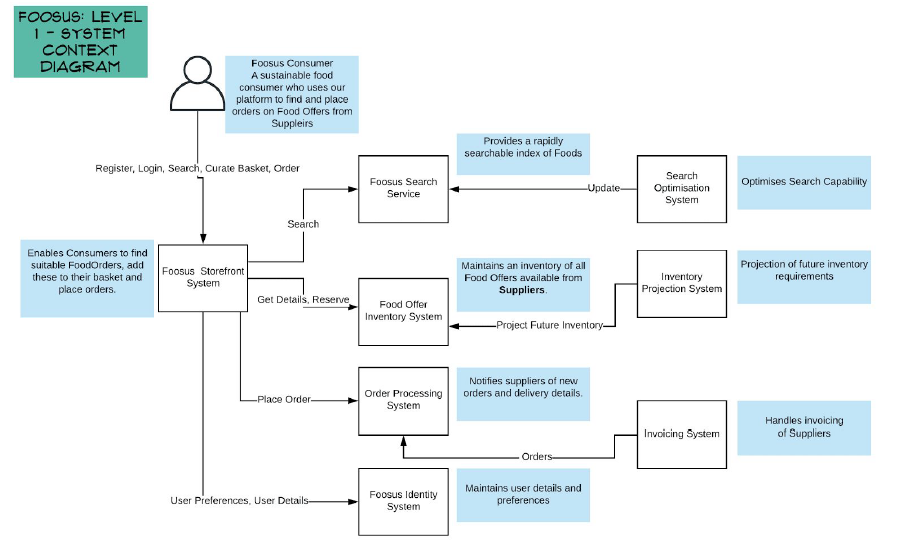 FOOSUS: LEVEL
1 - SYSTEM
CONTEXT
DIAGRAM
Foosus Consumer
A sustainable food
consumer who uses our
platform to find and place
orders on Food Offers from
Suppleirs
Register, Login, Search, Curate Basket, Order
Provides a rapidly
searchable index of Foods
Foosus Search
Service
Update
Search
Optimisation
System
Optimises Search Capability
Search
Enables Consumers to find
suitable FoodOrders, add
these to their basket and
place orders.
Foosus Storefront
System
Get Details, Reserve
Maintains an inventory of all
Food Offers available from
Suppliers.
Food Offer
Inventory System
Project Future Inventory
Inventory
Projection System
Projection of future inventory
requirements
Place Order
Order Processing
System
Notifies suppliers of new
orders and delivery details.
Orders
Invoicing System
Handles invoicing
of Suppliers
User Preferences, User Details
Foosus Identity
System
Maintains user details and
preferences